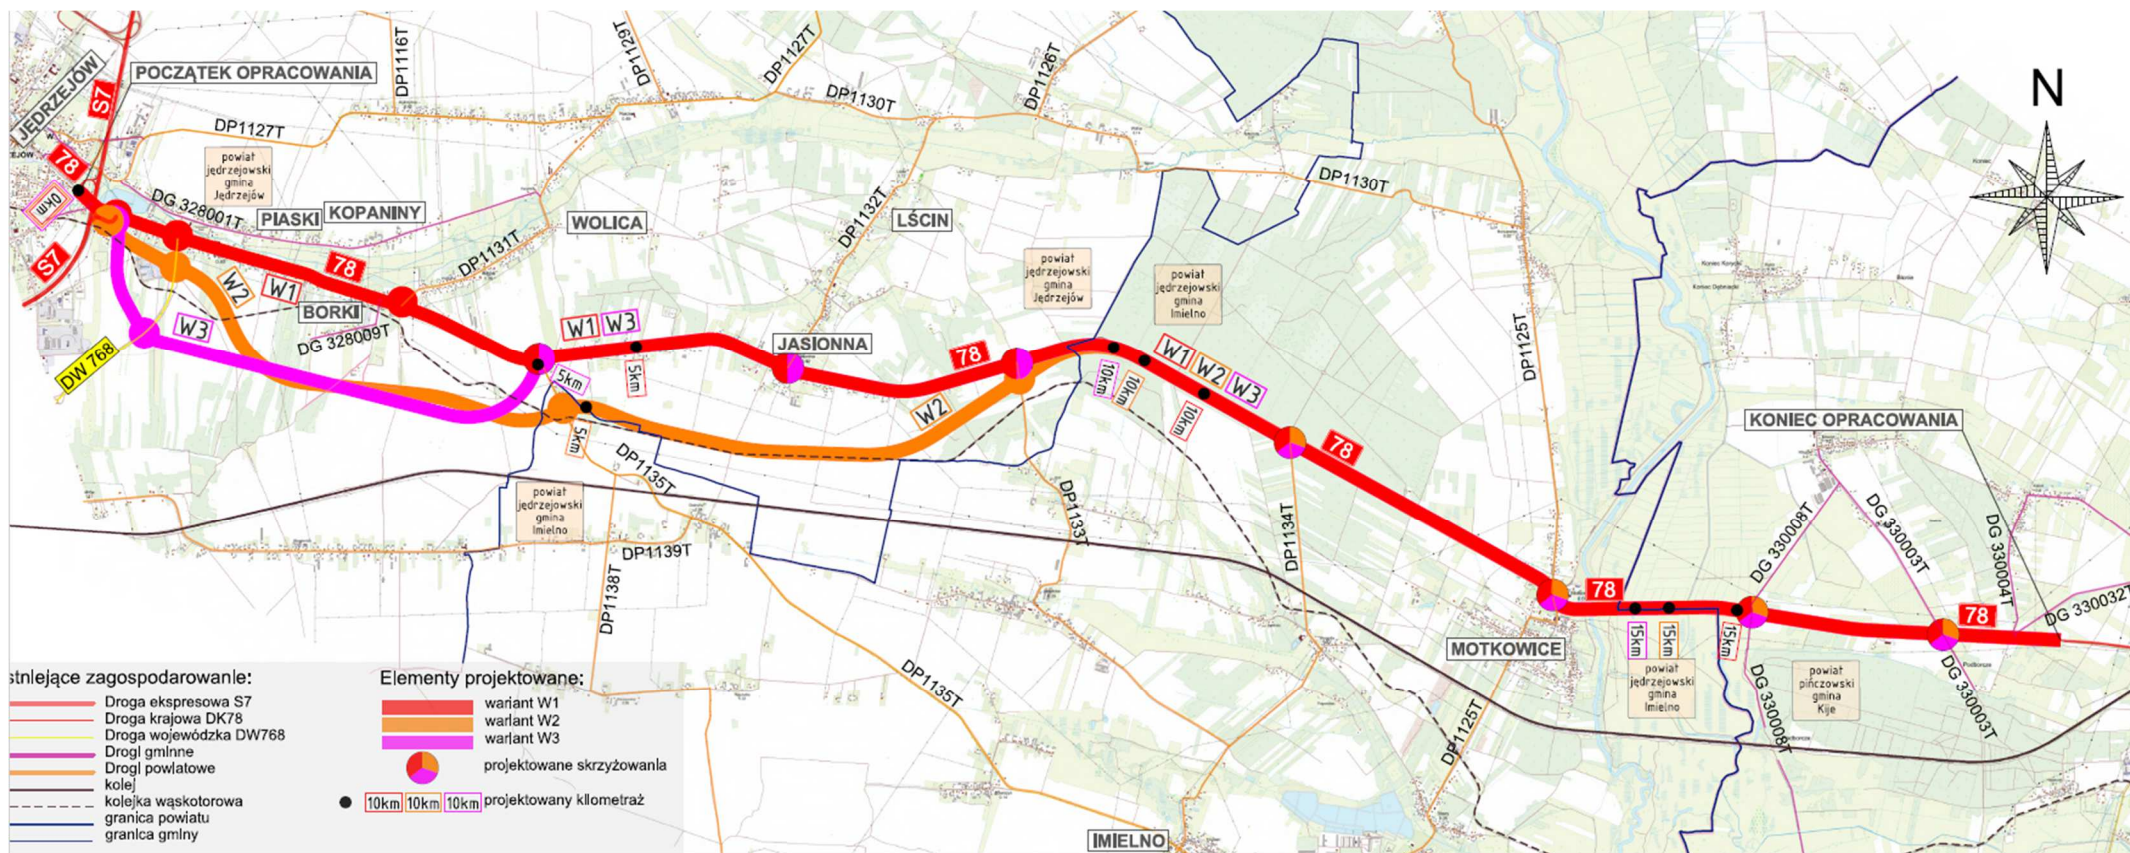 JĘDRZEJÓW
S7
POCZĄTEK OPRACOWANIA
DP1116T
DP1129T
DP1127T
DP1126T
DP1130T
N
DP1127T
78
0km
powiat
jędrzejowski
gmina
Jędrzejów
DG 328001T
PIASKI
KOPANINY
DP1131T
WOLICA
DP1132T
LŚCIN
DP1130T
S7
78
W2
W1
W3
BORKI
DG 328009T
DW 768
powiat
jędrzejowski
gmina
Jędrzejów
powiat
jędrzejowski
gmina
Imielno
W1 W3
5km
5km
5km
JASIONNA
78
W2
W1 W2 W3
10km
10km
10km
DP1125T
78
KONIEC OPRACOWANIA
DP1135T
powiat
jędrzejowski
gmina
Imielno
DP1139T
DP1138T
DP1133T
DP1134T
DG 330008T
DG 330003T
DG 330004T
DG 330032T
78
78
15km
15km
15km
MOTKOWICE
powiat
jędrzejowski
gmina
Imielno
powiat
pińczowski
gmina
Kije
DG 330008T
DG 330003T
DP1135T
DP1125T
IMIELNO
stniejące zagospodarowanie:
Droga ekspresowa S7
Droga krajowa DK78
Droga wojewódzka DW768
Drogi gminne
Drogi powiatowe
kolej
kolejka wąskotorowa
granica powiatu
granica gminy
Elementy projektowane:
wariant W1
wariant W2
wariant W3
projektowane skrzyżowania
10km 10km 10km projektowany kilometraż